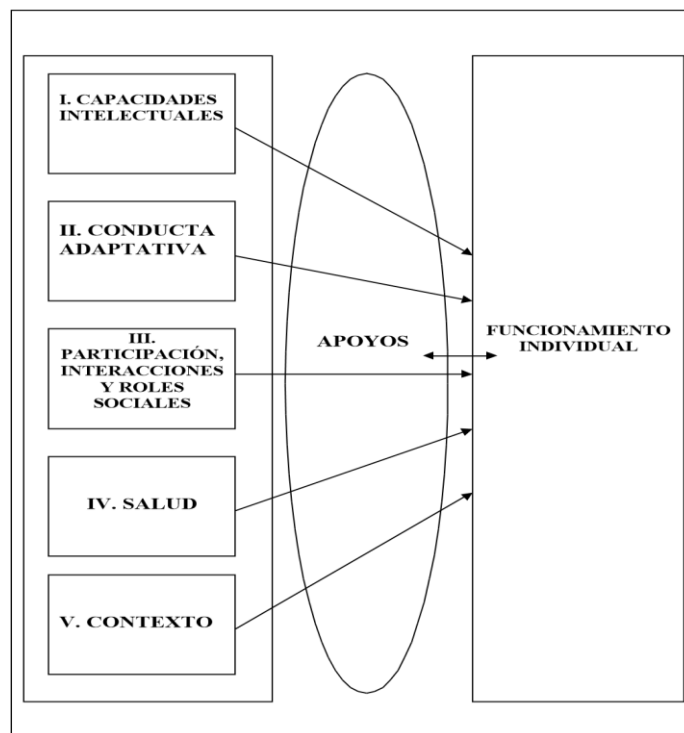 I. CAPACIDADES
INTELECTUALES
II. CONDUCTA
ADAPTATIVA
III.
PARTICIPACIÓN,
INTERACCIONES
Y ROLES
SOCIALES
IV. SALUD
V. CONTEXTO
APOYOS
FUNCIONAMIENTO
INDIVIDUAL